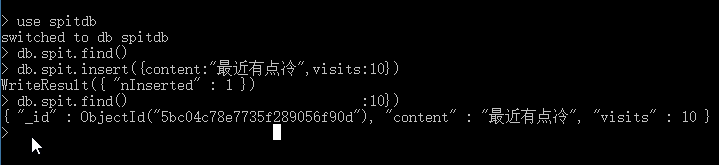 > use spitdb
switched to db spitdb
> db.spit.find()
> db.spit.insert({content:"最近有点冷",visits:10})
WriteResult({ "nInserted" : 1 })
> db.spit.find()                              :10})
{ "_id" : ObjectId("5bc04c78e7735f289056f90d"), "content" : "最近有点冷", "visits" : 10 }
>